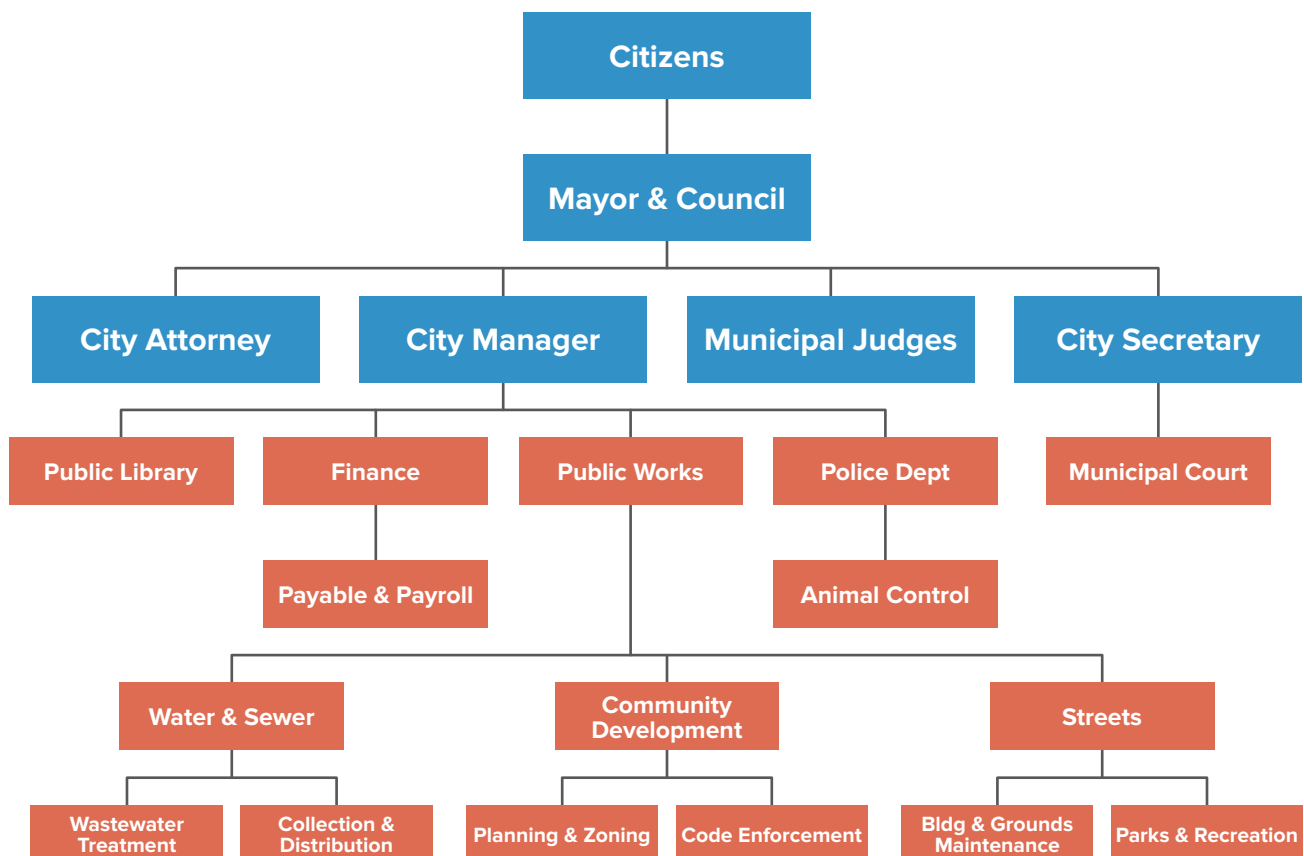 Citizens
Mayor & Council
City Attorney
City Manager
Municipal Judges
City Secretary
Public Library
Finance
Public Works
Police Dept
Municipal Court
Payable & Payroll
Animal Control
Water & Sewer
Community
Development
Streets
Wastewater
Treatment
Collection &
Distribution
Planning & Zoning
Code Enforcement
Bldg & Grounds
Maintenance
Parks & Recreation